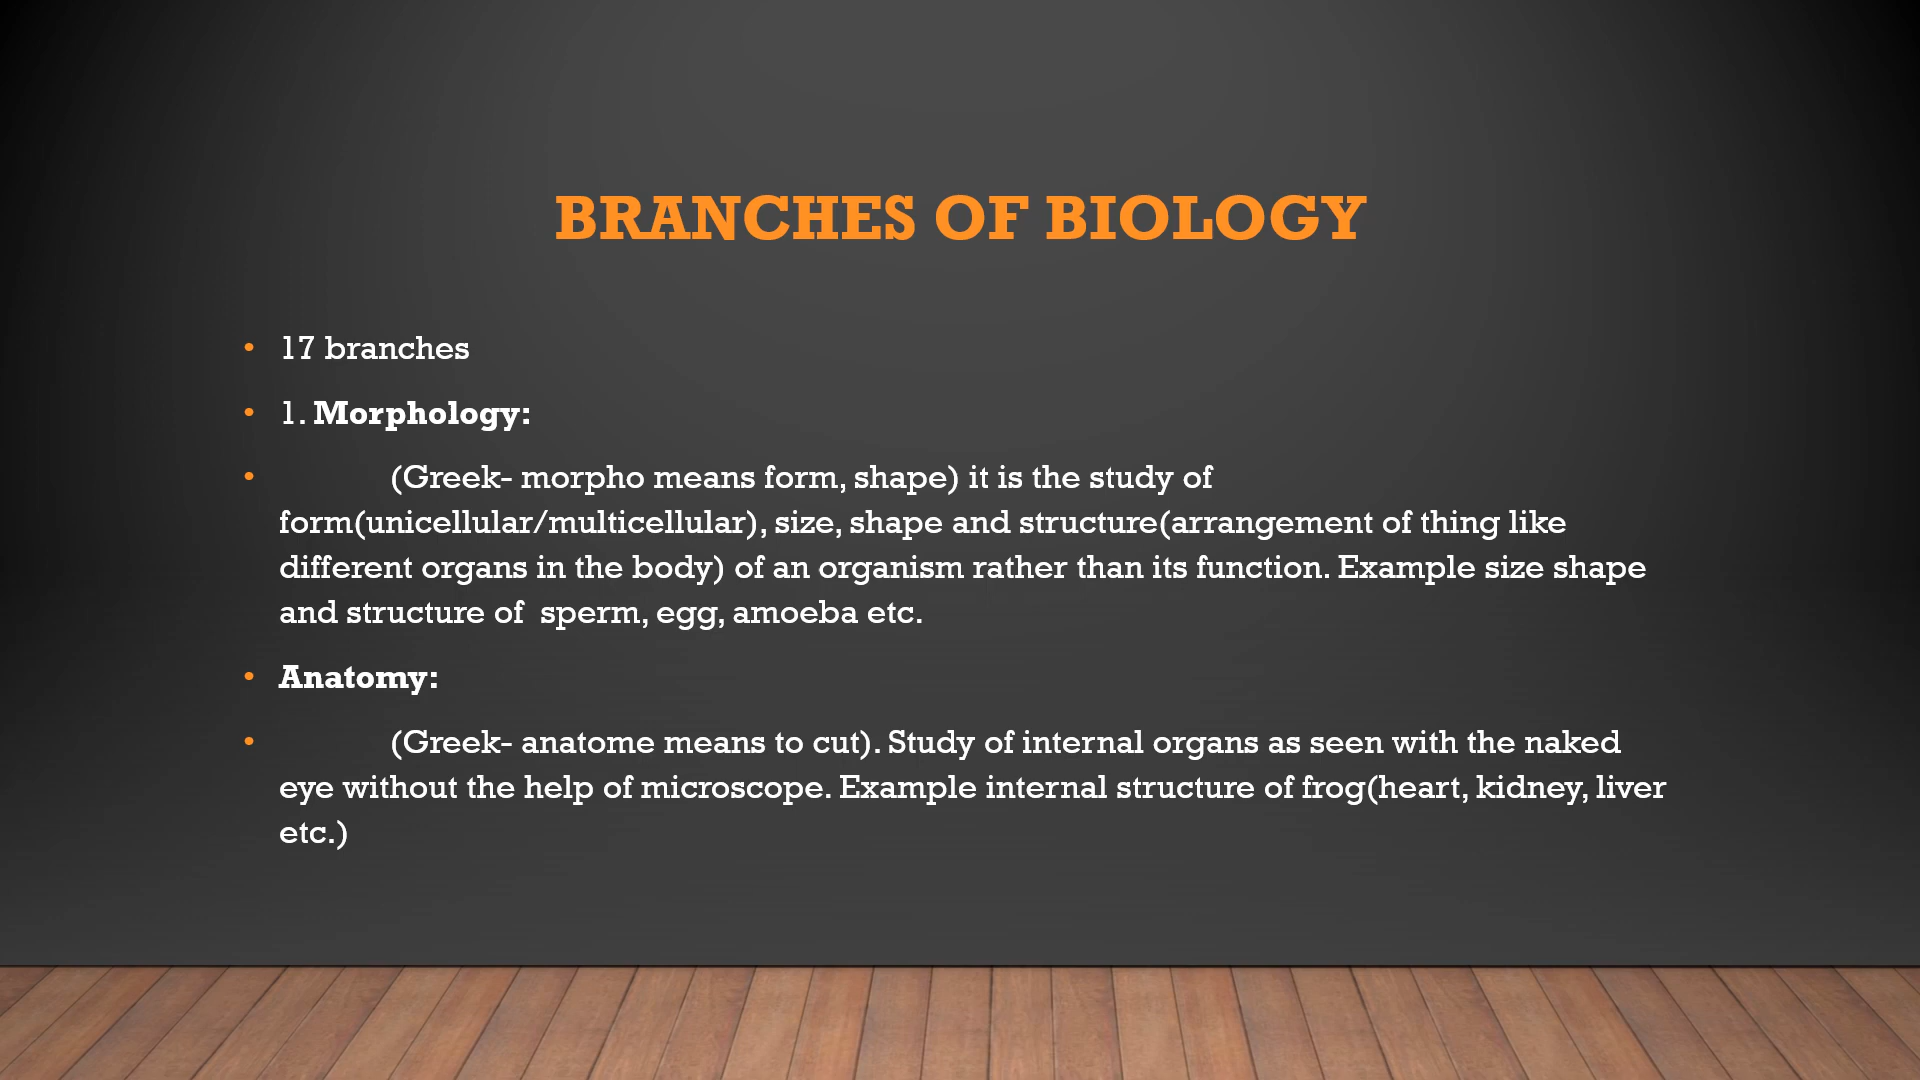 BRANCHES OF BIOLOGY
• 17 branches
• 1. Morphology:
• (Greek- morpho means form, shape) it is the study of
form(unicellular/multicellular), size, shape and structure(arrangement of thing like
different organs in the body) of an organism rather than its function. Example size shape
and structure of  sperm, egg, amoeba etc.
• Anatomy:
• (Greek- anatome means to cut). Study of internal organs as seen with the naked
eye without the help of microscope. Example internal structure of frog(heart, kidney, liver
etc.)